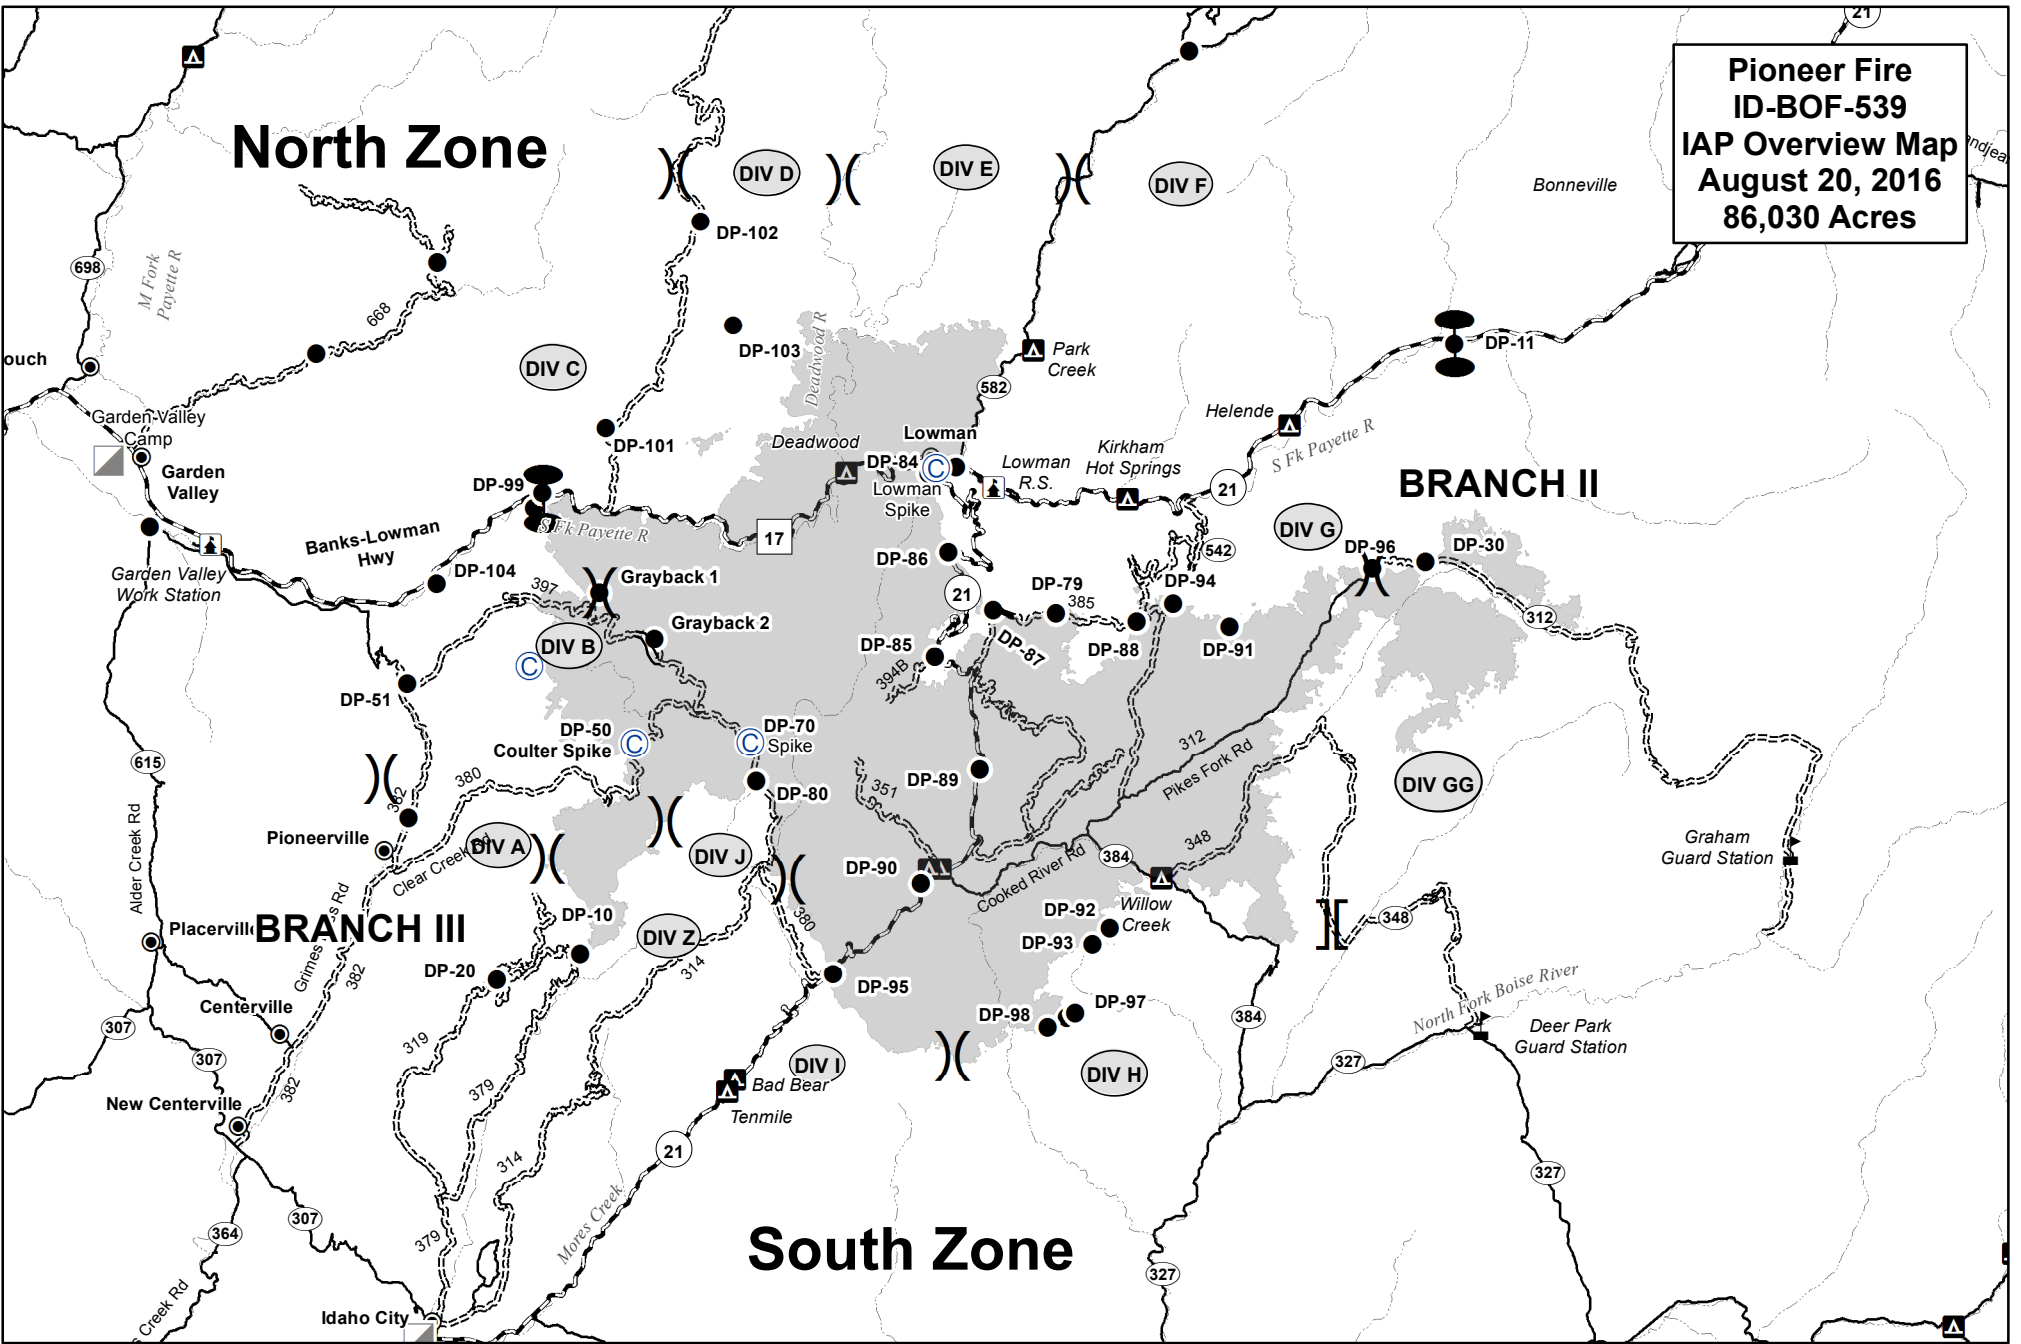 21
Pioneer Fire
ID-BOF-539
IAP Overview Map
August 20, 2016
86,030 Acres
North Zone
DIV D
DIV E
DIV F
Bonneville
DP-102
698
M Fork
Payette R
668
DP-103
Deadwood R
DIV C
Park
Creek
582
DP-11
ouch
Garden Valley
Camp
Garden
Valley
DP-101
Deadwood
Lowman
DP-84
Lowman
Spike
Lowman
R.S.
Kirkham
Hot Springs
Helende
S Fk Payette R
21
BRANCH II
DP-99
S Fk Payette R
17
Banks-Lowman
Hwy
Garden Valley
Work Station
DP-104
397
Grayback 1
Grayback 2
DIV B
C
C
DP-86
21
DP-79
385
DP-94
542
DIV G
DP-96
DP-30
312
DP-85
394B
DP-87
DP-88
DP-91
DP-51
DP-50
Coulter Spike
C
C
DP-70
Spike
DP-80
DP-89
312
Pikes Fork Rd
DIV GG
615
380
382
351
Pioneerville
Clear Creek Rd
DIV A
DIV J
DP-90
Cooked River Rd
384
348
Graham
Guard Station
Alder Creek Rd
Placerville
BRANCH III
382
DP-10
DIV Z
380
DP-92
DP-93
Willow
Creek
348
DP-20
314
DP-95
DP-97
DP-98
North Fork Boise River
Deer Park
Guard Station
Centerville
307
307
319
379
382
384
327
DIV I
DIV H
Bad Bear
Tenmile
New Centerville
21
314
Mores Creek
327
364
307
379
South Zone
327
Idaho City
Creek Rd